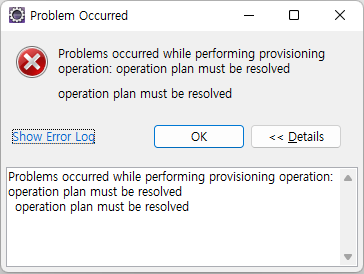 Problem Occurred
Problems occurred while performing provisioning
operation: operation plan must be resolved
operation plan must be resolved
Show Error Log
OK
<< Details
Problems occurred while performing provisioning operation:
operation plan must be resolved
operation plan must be resolved